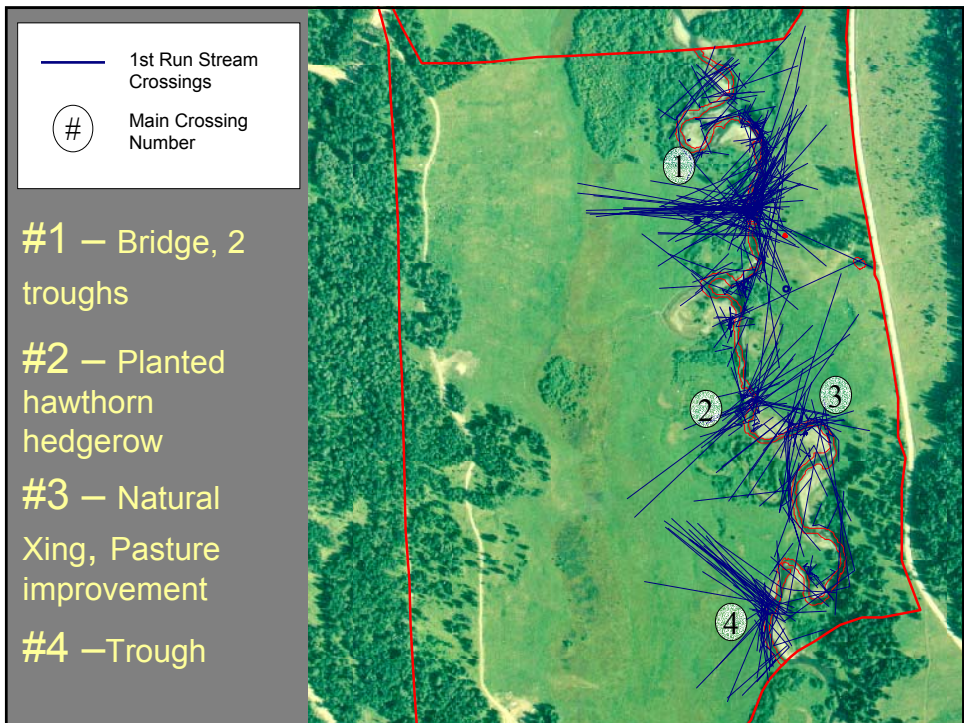 1st Run Stream
Crossings
#
Main Crossing
Number
#1 – Bridge, 2
troughs
#2 – Planted
hawthorn
hedgerow
#3 – Natural
Xing, Pasture
improvement
#4 –Trough
1
2
3
4